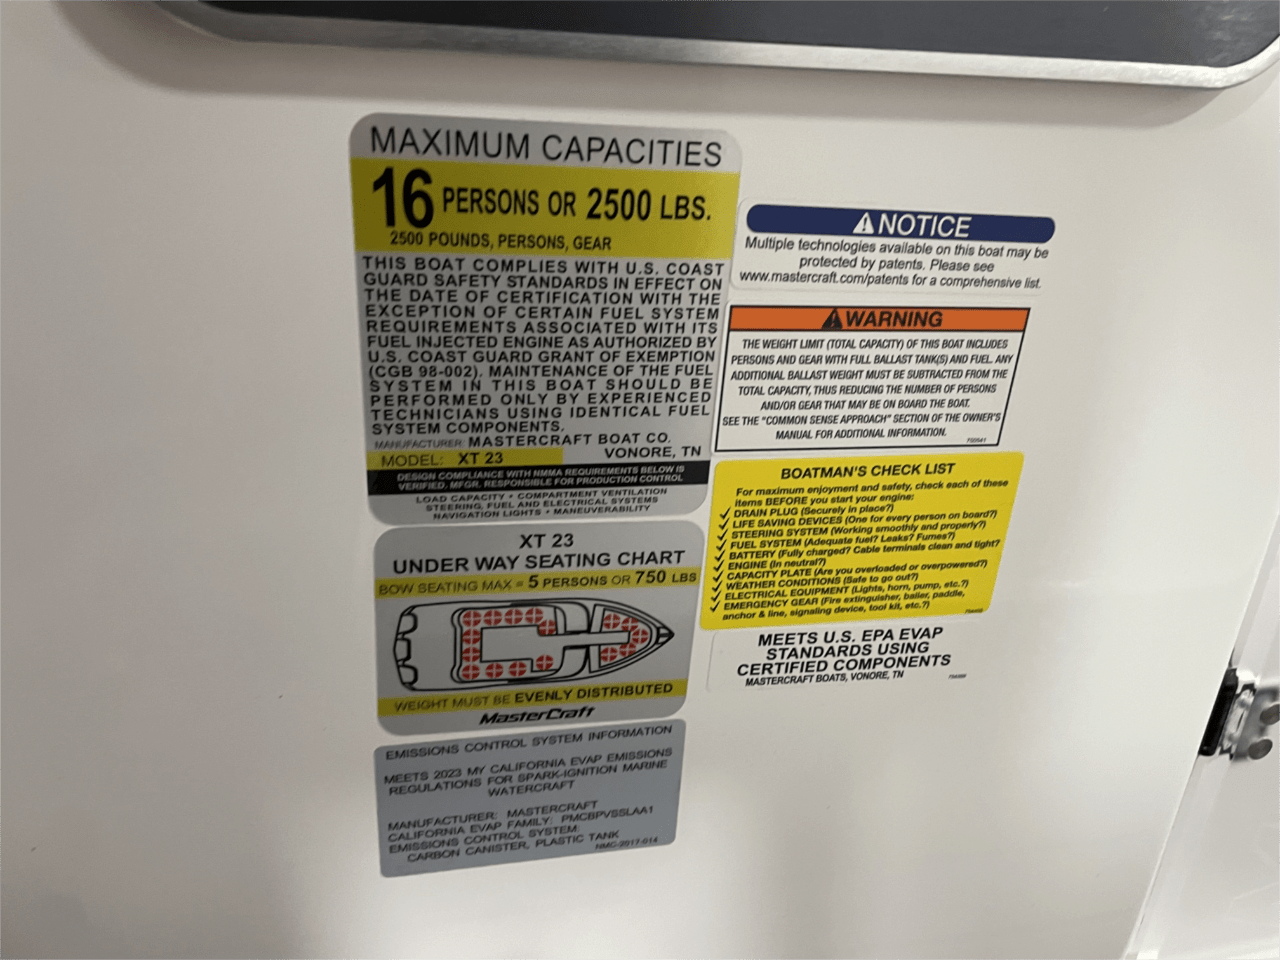 MAXIMUM CAPACITIES
16 PERSONS OR 2500 LBS.
2500 POUNDS, PERSONS, GEAR
THIS BOAT COMPLIES WITH U.S. COAST
GUARD SAFETY STANDARDS IN EFFECT ON
THE DATE OF CERTIFICATION WITH THE
EXCEPTION OF CERTAIN FUEL SYSTEM
REQUIREMENTS ASSOCIATED WITH ITS
FUEL INJECTED ENGINE AS AUTHORIZED BY
U.S. COAST GUARD GRANT OF EXEMPTION
(CGB 98-002). MAINTENANCE OF THE FUEL
SYSTEM IN THIS BOAT SHOULD BE
PERFORMED ONLY BY EXPERIENCED
TECHNICIANS USING IDENTICAL FUEL
SYSTEM COMPONENTS.
MANUFACTURER: MASTERCRAFT BOAT CO.
VONORE, TN
MODEL: XT 23
DESIGN COMPLIANCE WITH NMMA REQUIREMENTS BELOW IS
VERIFIED. MFGR. RESPONSIBLE FOR PRODUCTION CONTROL
LOAD CAPACITY • COMPARTMENT VENTILATION
STEERING, FUEL AND ELECTRICAL SYSTEMS
NAVIGATION LIGHTS • MANEUVERABILITY
XT 23
UNDER WAY SEATING CHART
BOW SEATING MAX = 5 PERSONS OR 750 LBS
WEIGHT MUST BE EVENLY DISTRIBUTED
MasterCraft
EMISSIONS CONTROL SYSTEM INFORMATION
MEETS 2023 MY CALIFORNIA EVAP EMISSIONS
REGULATIONS FOR SPARK-IGNITION MARINE
WATERCRAFT
MANUFACTURER: MASTERCRAFT
CALIFORNIA EVAP FAMILY: PMCBPVSSLAA1
EMISSIONS CONTROL SYSTEM:
CARBON CANISTER, PLASTIC TANK
NMC-2017-014
NOTICE
Multiple technologies available on this boat may be
protected by patents. Please see
www.mastercraft.com/patents for a comprehensive list.
WARNING
THE WEIGHT LIMIT (TOTAL CAPACITY) OF THIS BOAT INCLUDES
PERSONS AND GEAR WITH FULL BALLAST TANK(S) AND FUEL. ANY
ADDITIONAL BALLAST WEIGHT MUST BE SUBTRACTED FROM THE
TOTAL CAPACITY, THUS REDUCING THE NUMBER OF PERSONS
AND/OR GEAR THAT MAY BE ON BOARD THE BOAT.
SEE THE "COMMON SENSE APPROACH" SECTION OF THE OWNER'S
MANUAL FOR ADDITIONAL INFORMATION.
BOATMAN'S CHECK LIST
For maximum enjoyment and safety, check each of these
items BEFORE you start your engine:
✓ DRAIN PLUG (Securely in place?)
✓ LIFE SAVING DEVICES (One for every person on board?)
✓ STEERING SYSTEM (Working smoothly and properly?)
✓ FUEL SYSTEM (Adequate fuel? Leaks? Fumes?)
✓ BATTERY (Fully charged? Cable terminals clean and tight?
✓ ENGINE (In neutral?)
✓ CAPACITY PLATE (Are you overloaded or overpowered?)
✓ WEATHER CONDITIONS (Safe to go out?)
✓ ELECTRICAL EQUIPMENT (Lights, horn, pump, etc.?)
✓ EMERGENCY GEAR (Fire extinguisher, bailer, paddle,
anchor & line, signaling device, tool kit, etc.?)
MEETS U.S. EPA EVAP
STANDARDS USING
CERTIFIED COMPONENTS
MASTERCRAFT BOATS, VONORE, TN